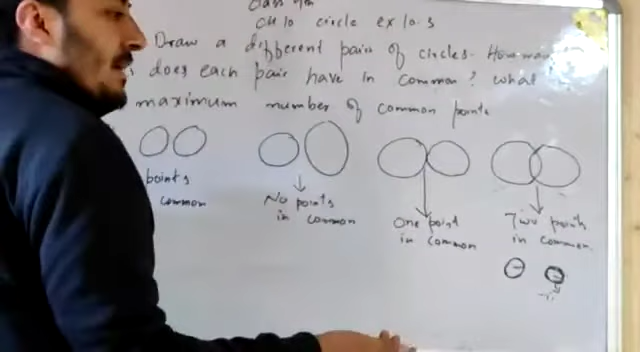 Class 9th
CH 10 circle ex 10.3
Draw a different pairs of circles. How man
s does each pair have in common? what
maximum number of common points
points
common
No points
in common
One point
in common
Two points
in common.